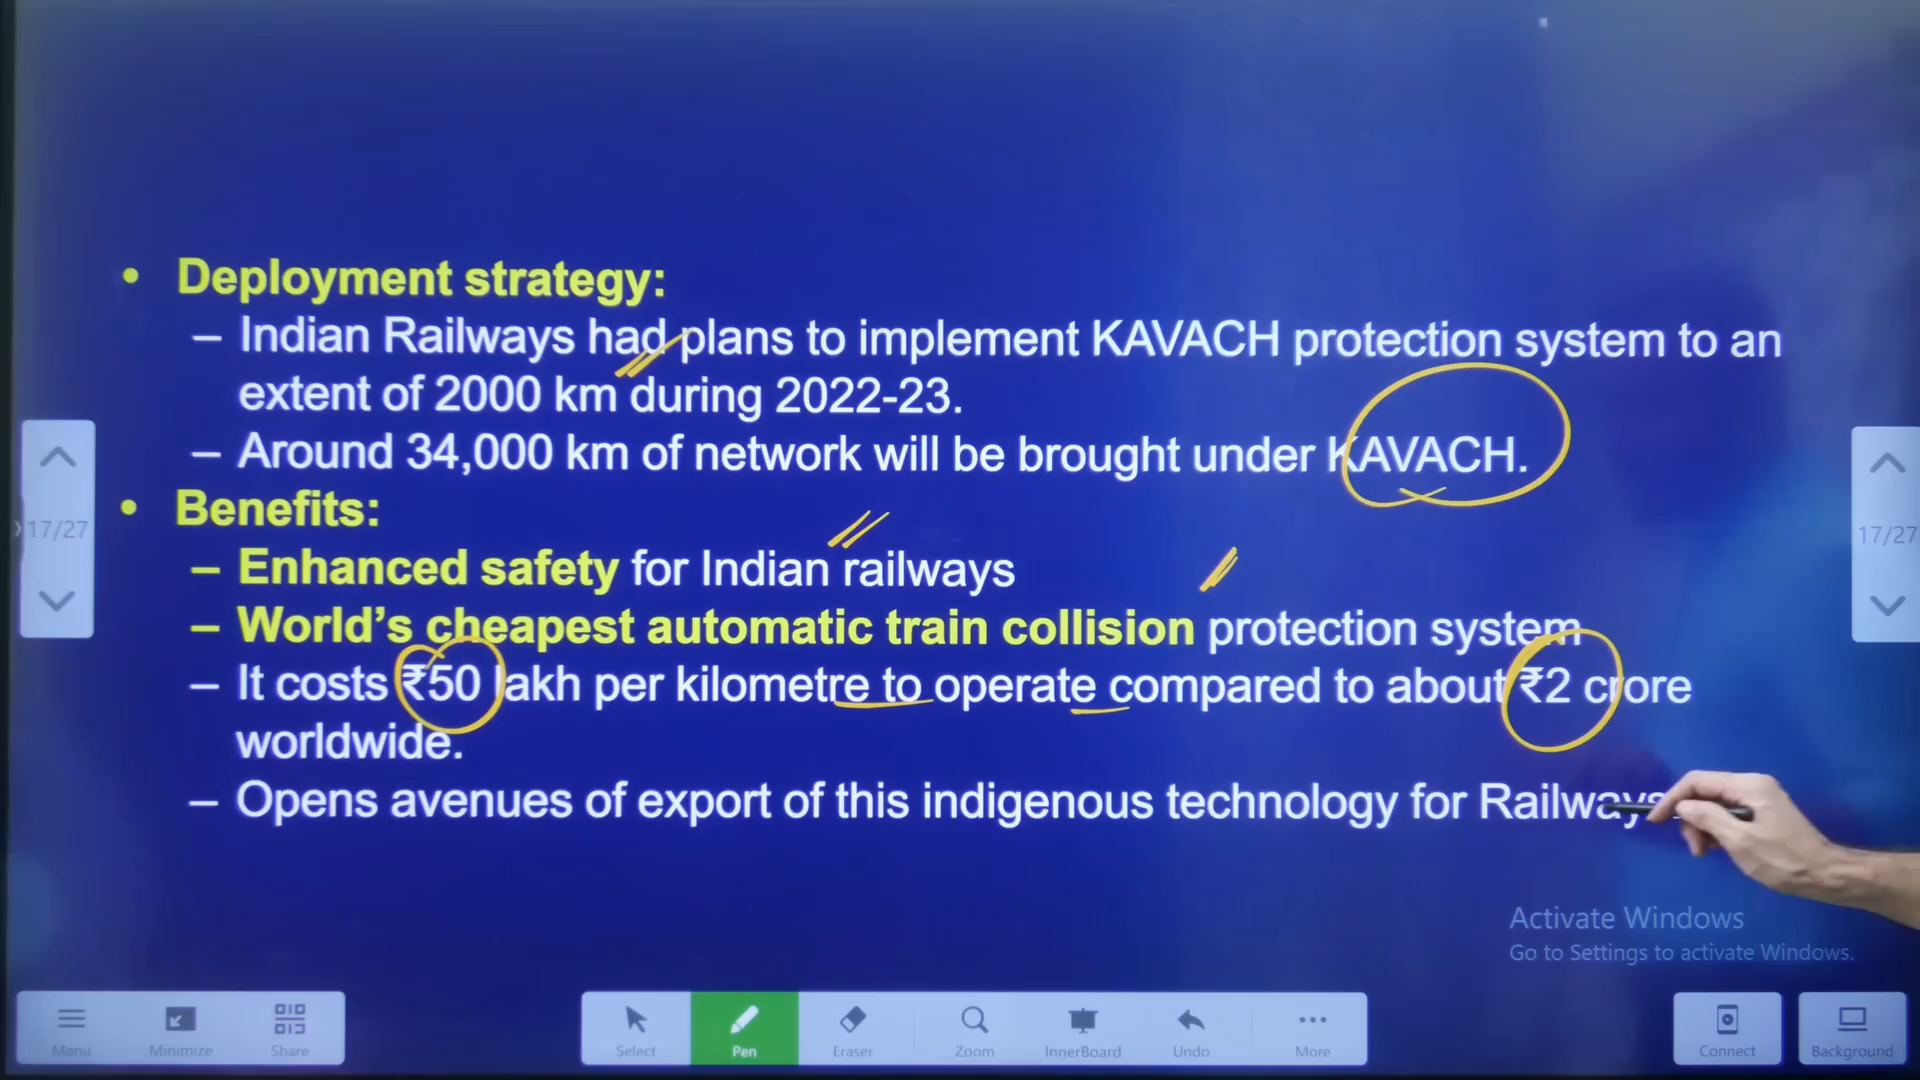 • Deployment strategy:
– Indian Railways had plans to implement KAVACH protection system to an
extent of 2000 km during 2022-23.
– Around 34,000 km of network will be brought under KAVACH.
• Benefits:
17/27
17/27
– Enhanced safety for Indian railways
– World’s cheapest automatic train collision protection system
– It costs ₹50 lakh per kilometre to operate compared to about ₹2 crore
worldwide.
– Opens avenues of export of this indigenous technology for Railways
Activate Windows
Go to Settings to activate Windows.
Menu Minimize Share Select Pen Eraser Zoom InnerBoard Undo More Connect Background